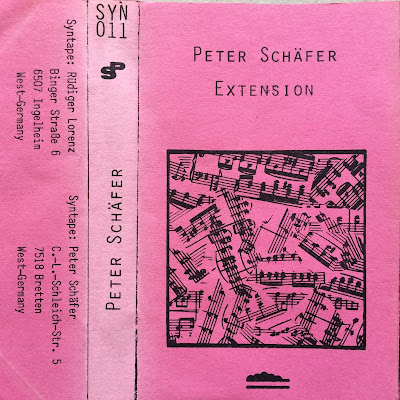 Syntape: Rüdiger Lorenz
Binger Straße 6
6507 Ingelheim
West-Germany
Syntape: Peter Schäfer
C.-L.-Schleich-Str. 5
7518 Bretten
West-Germany
SYN
011
PS
PETER SCHÄFER
PETER SCHÄFER
EXTENSION